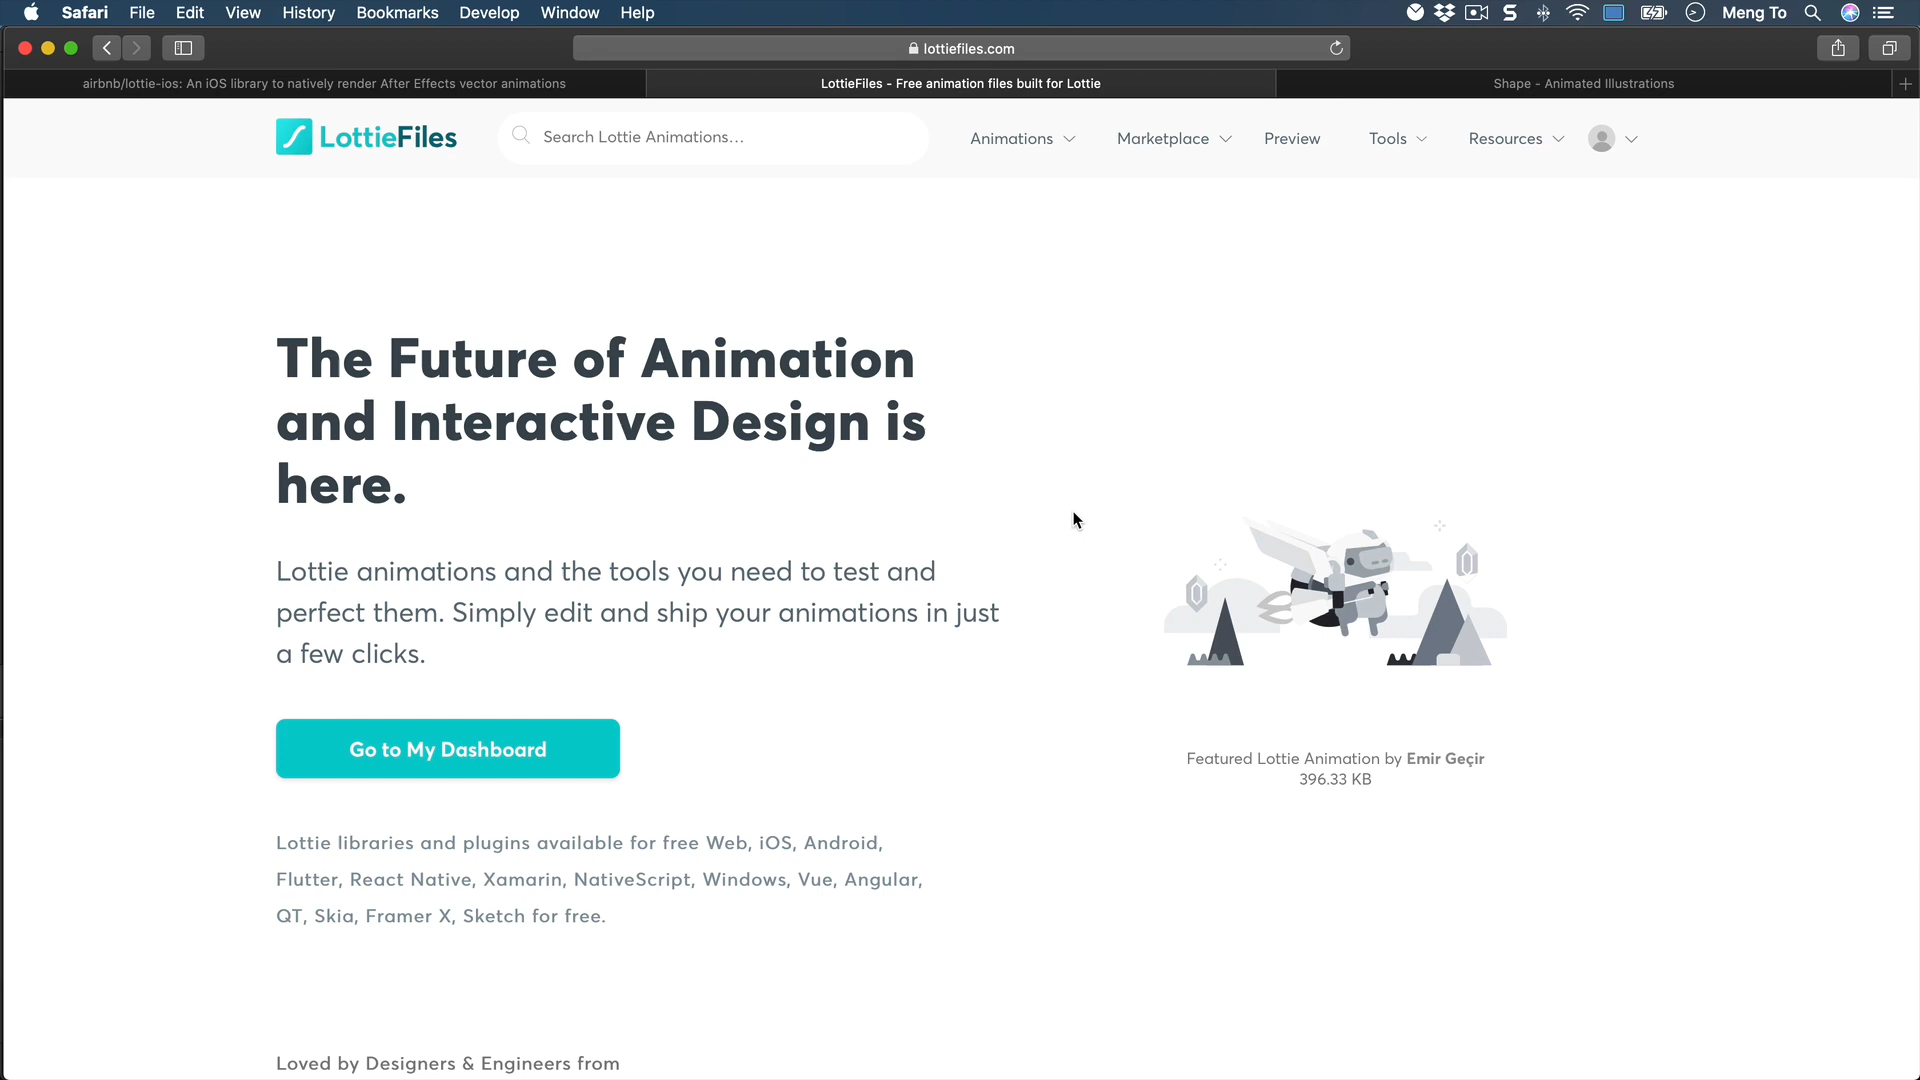 Safari File Edit View History Bookmarks Develop Window Help Meng To
lottiefiles.com
airbnb/lottie-ios: An iOS library to natively render After Effects vector animations
LottieFiles - Free animation files built for Lottie
Shape - Animated Illustrations
LottieFiles
Search Lottie Animations...
Animations Marketplace Preview Tools Resources
The Future of Animation
and Interactive Design is
here.
Lottie animations and the tools you need to test and
perfect them. Simply edit and ship your animations in just
a few clicks.
Go to My Dashboard
Featured Lottie Animation by Emir Geçir
396.33 KB
Lottie libraries and plugins available for free Web, iOS, Android,
Flutter, React Native, Xamarin, NativeScript, Windows, Vue, Angular,
QT, Skia, Framer X, Sketch for free.
Loved by Designers & Engineers from